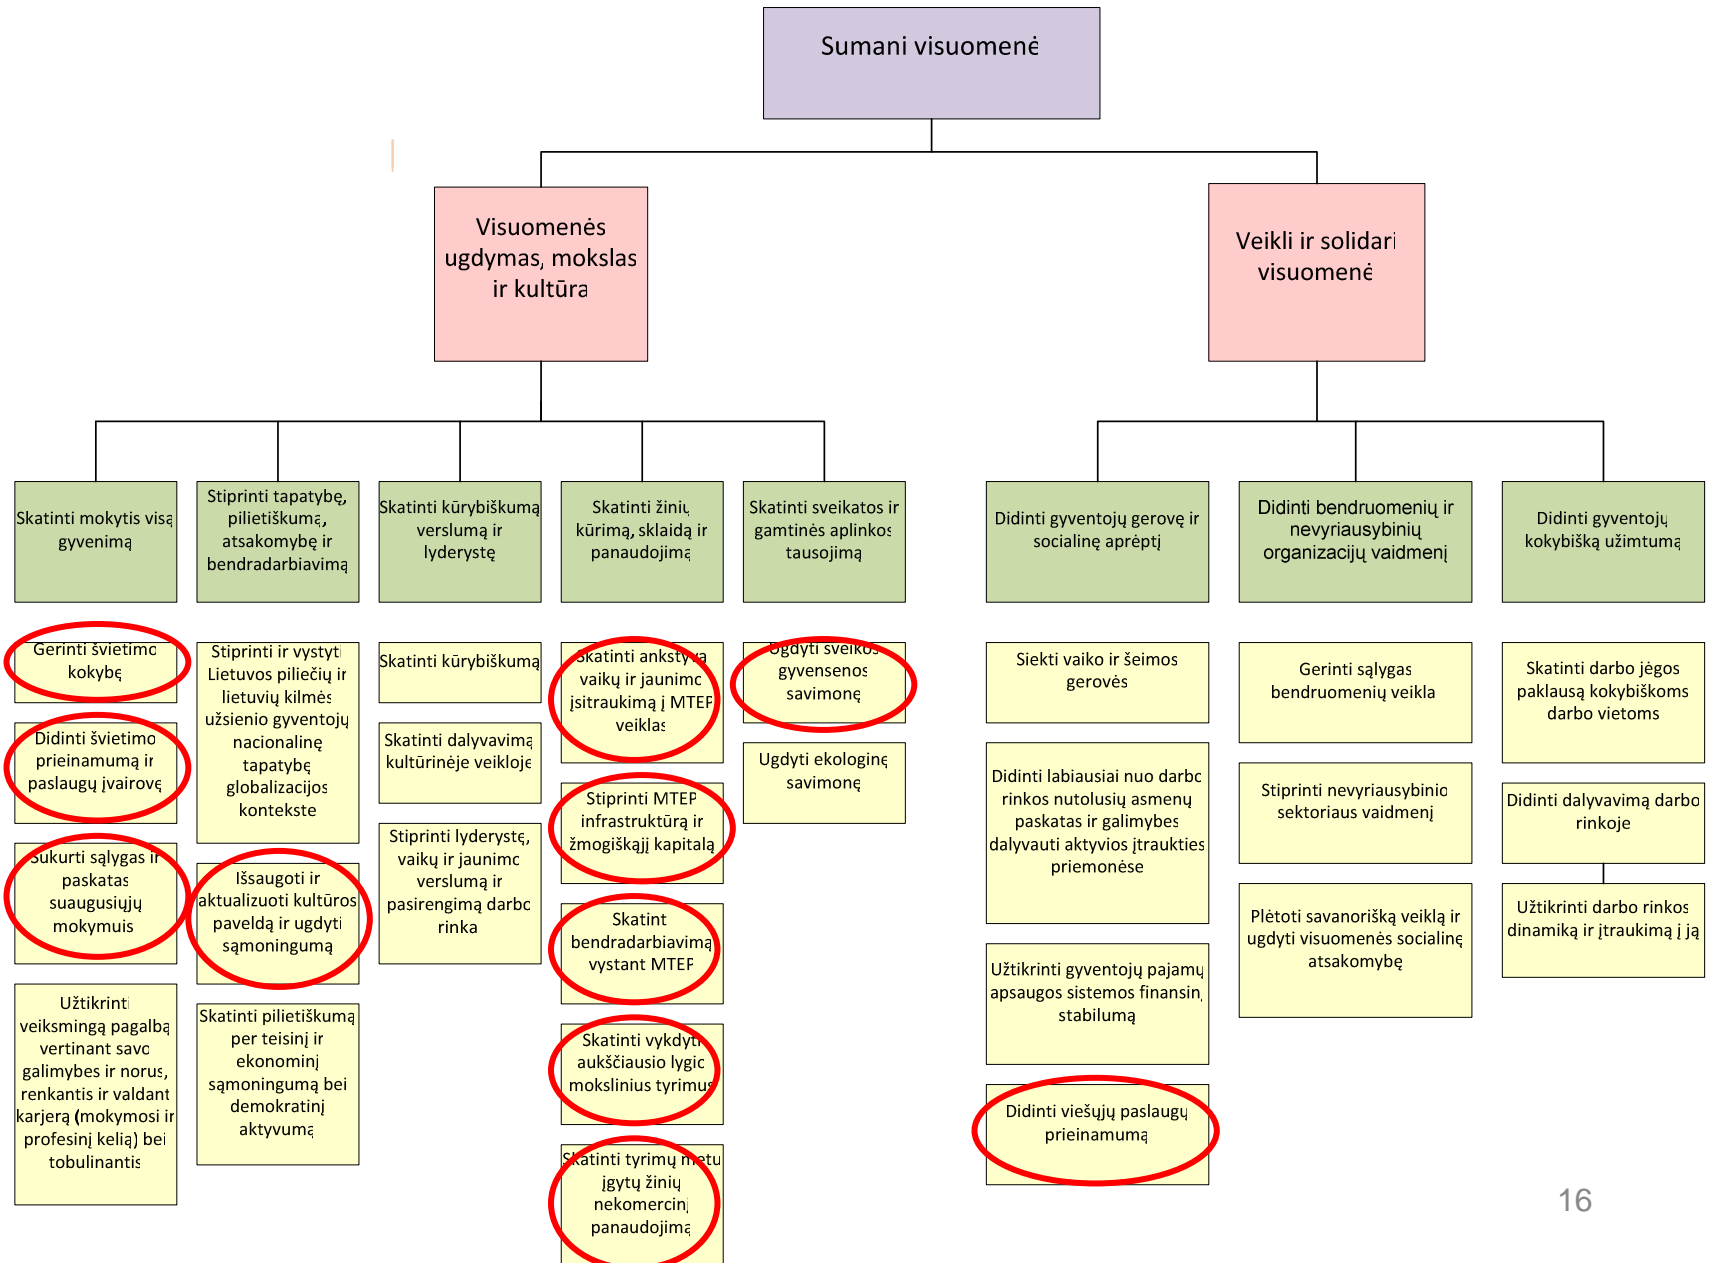 Sumani visuomenė
Visuomenės
ugdymas, mokslas
ir kultūra
Veikli ir solidari
visuomenė
Skatinti mokytis visą
gyvenimą
Stiprinti tapatybę,
pilietiškumą,
atsakomybę ir
bendradarbiavimą
Skatinti kūrybiškumą
verslumą ir
lyderystę
Skatinti žinių
kūrimą, sklaidą ir
panaudojimą
Skatinti sveikatos ir
gamtinės aplinkos
tausojimą
Didinti gyventojų gerovę ir
socialinę aprėptį
Didinti bendruomenių ir
nevyriausybinių
organizacijų vaidmenį
Didinti gyventojų
kokybišką užimtumą
Gerinti švietimo
kokybę
Didinti švietimo
prieinamumą ir
paslaugų įvairovę
Sukurti sąlygas ir
paskatas
suaugusiųjų
mokymuis
Užtikrinti
veiksmingą pagalbą
vertinant savo
galimybes ir norus,
renkantis ir valdant
karjerą (mokymosi ir
profesinį kelią) bei
tobulinantis
Stiprinti ir vystyti
Lietuvos piliečių ir
lietuvių kilmės
užsienio gyventojų
nacionalinę
tapatybę
globalizacijos
kontekste
Išsaugoti ir
aktualizuoti kultūros
paveldą ir ugdyti
sąmoningumą
Skatinti pilietiškumą
per teisinį ir
ekonominį
sąmoningumą bei
demokratinį
aktyvumą
Skatinti kūrybiškumą
Skatinti dalyvavimą
kultūrinėje veikloje
Stiprinti lyderystę,
vaikų ir jaunimo
verslumą ir
pasirengimą darbo
rinka
Skatinti ankstyvą
vaikų ir jaunimo
įsitraukimą į MTEP
veiklas
Stiprinti MTEP
infrastruktūrą ir
žmogiškąjį kapitalą
Skatint
bendradarbiavimą
vystant MTEP
Skatinti vykdyti
aukščiausio lygio
mokslinius tyrimus
Skatinti tyrimų metu
įgytų žinių
nekomercinį
panaudojimą
Ugdyti sveikos
gyvensenos
savimonę
Ugdyti ekologinę
savimonę
Siekti vaiko ir šeimos
gerovės
Didinti labiausiai nuo darbo
rinkos nutolusių asmenų
paskatas ir galimybes
dalyvauti aktyvios įtraukties
priemonėse
Užtikrinti gyventojų pajamų
apsaugos sistemos finansinį
stabilumą
Didinti viešųjų paslaugų
prieinamumą
Gerinti sąlygas
bendruomenių veikla
Stiprinti nevyriausybinio
sektoriaus vaidmenį
Plėtoti savanorišką veiklą ir
ugdyti visuomenės socialinę
atsakomybę
Skatinti darbo jėgos
paklausą kokybiškoms
darbo vietoms
Didinti dalyvavimą darbo
rinkoje
Užtikrinti darbo rinkos
dinamiką ir įtraukimą į ją
16